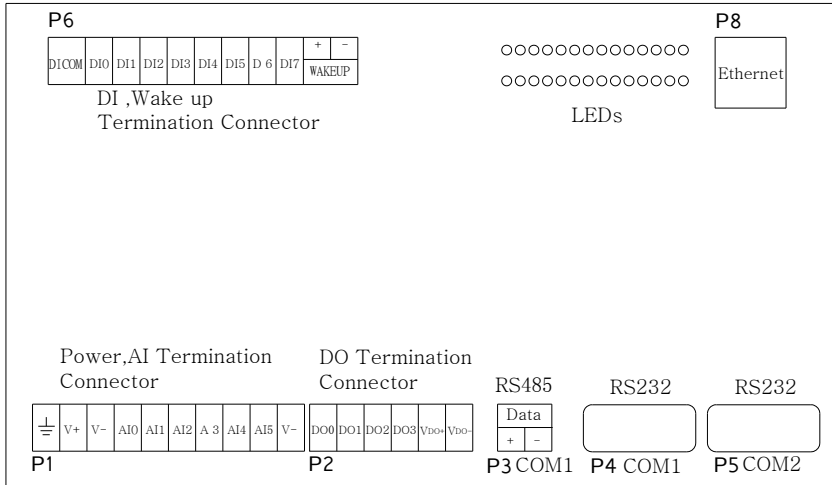 P6
P8
DICOM DI0 DI1 DI2 DI3 DI4 DI5 D 6 DI7 + -
WAKEUP
Ethernet
DI ,Wake up
Termination Connector
LEDs
Power,AI Termination
Connector
DO Termination
Connector
RS485
RS232
RS232
V+ V- AI0 AI1 AI2 A 3 AI4 AI5 V-
DO0 DO1 DO2 DO3 VDO+ VDO-
Data
+ -
P1
P2
P3 COM1
P4 COM1
P5 COM2